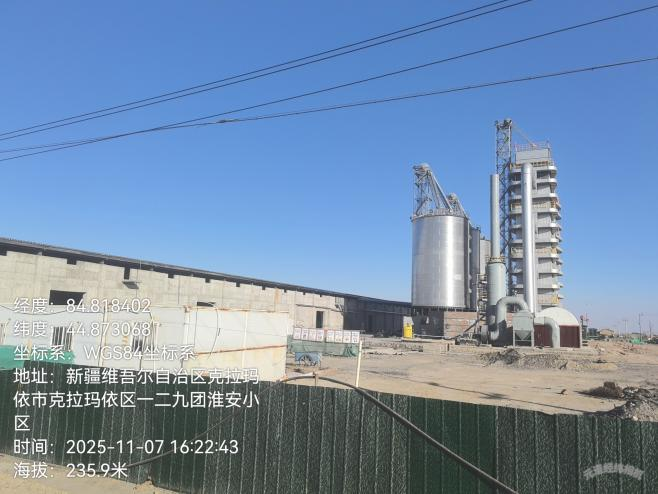 经度：84.818402
纬度：44.873068
坐标系：WGS84坐标系
地址：新疆维吾尔自治区克拉玛
依市克拉玛依区一二九团淮安小
区
时间：2025-11-07 16:22:43
海拔：235.9米